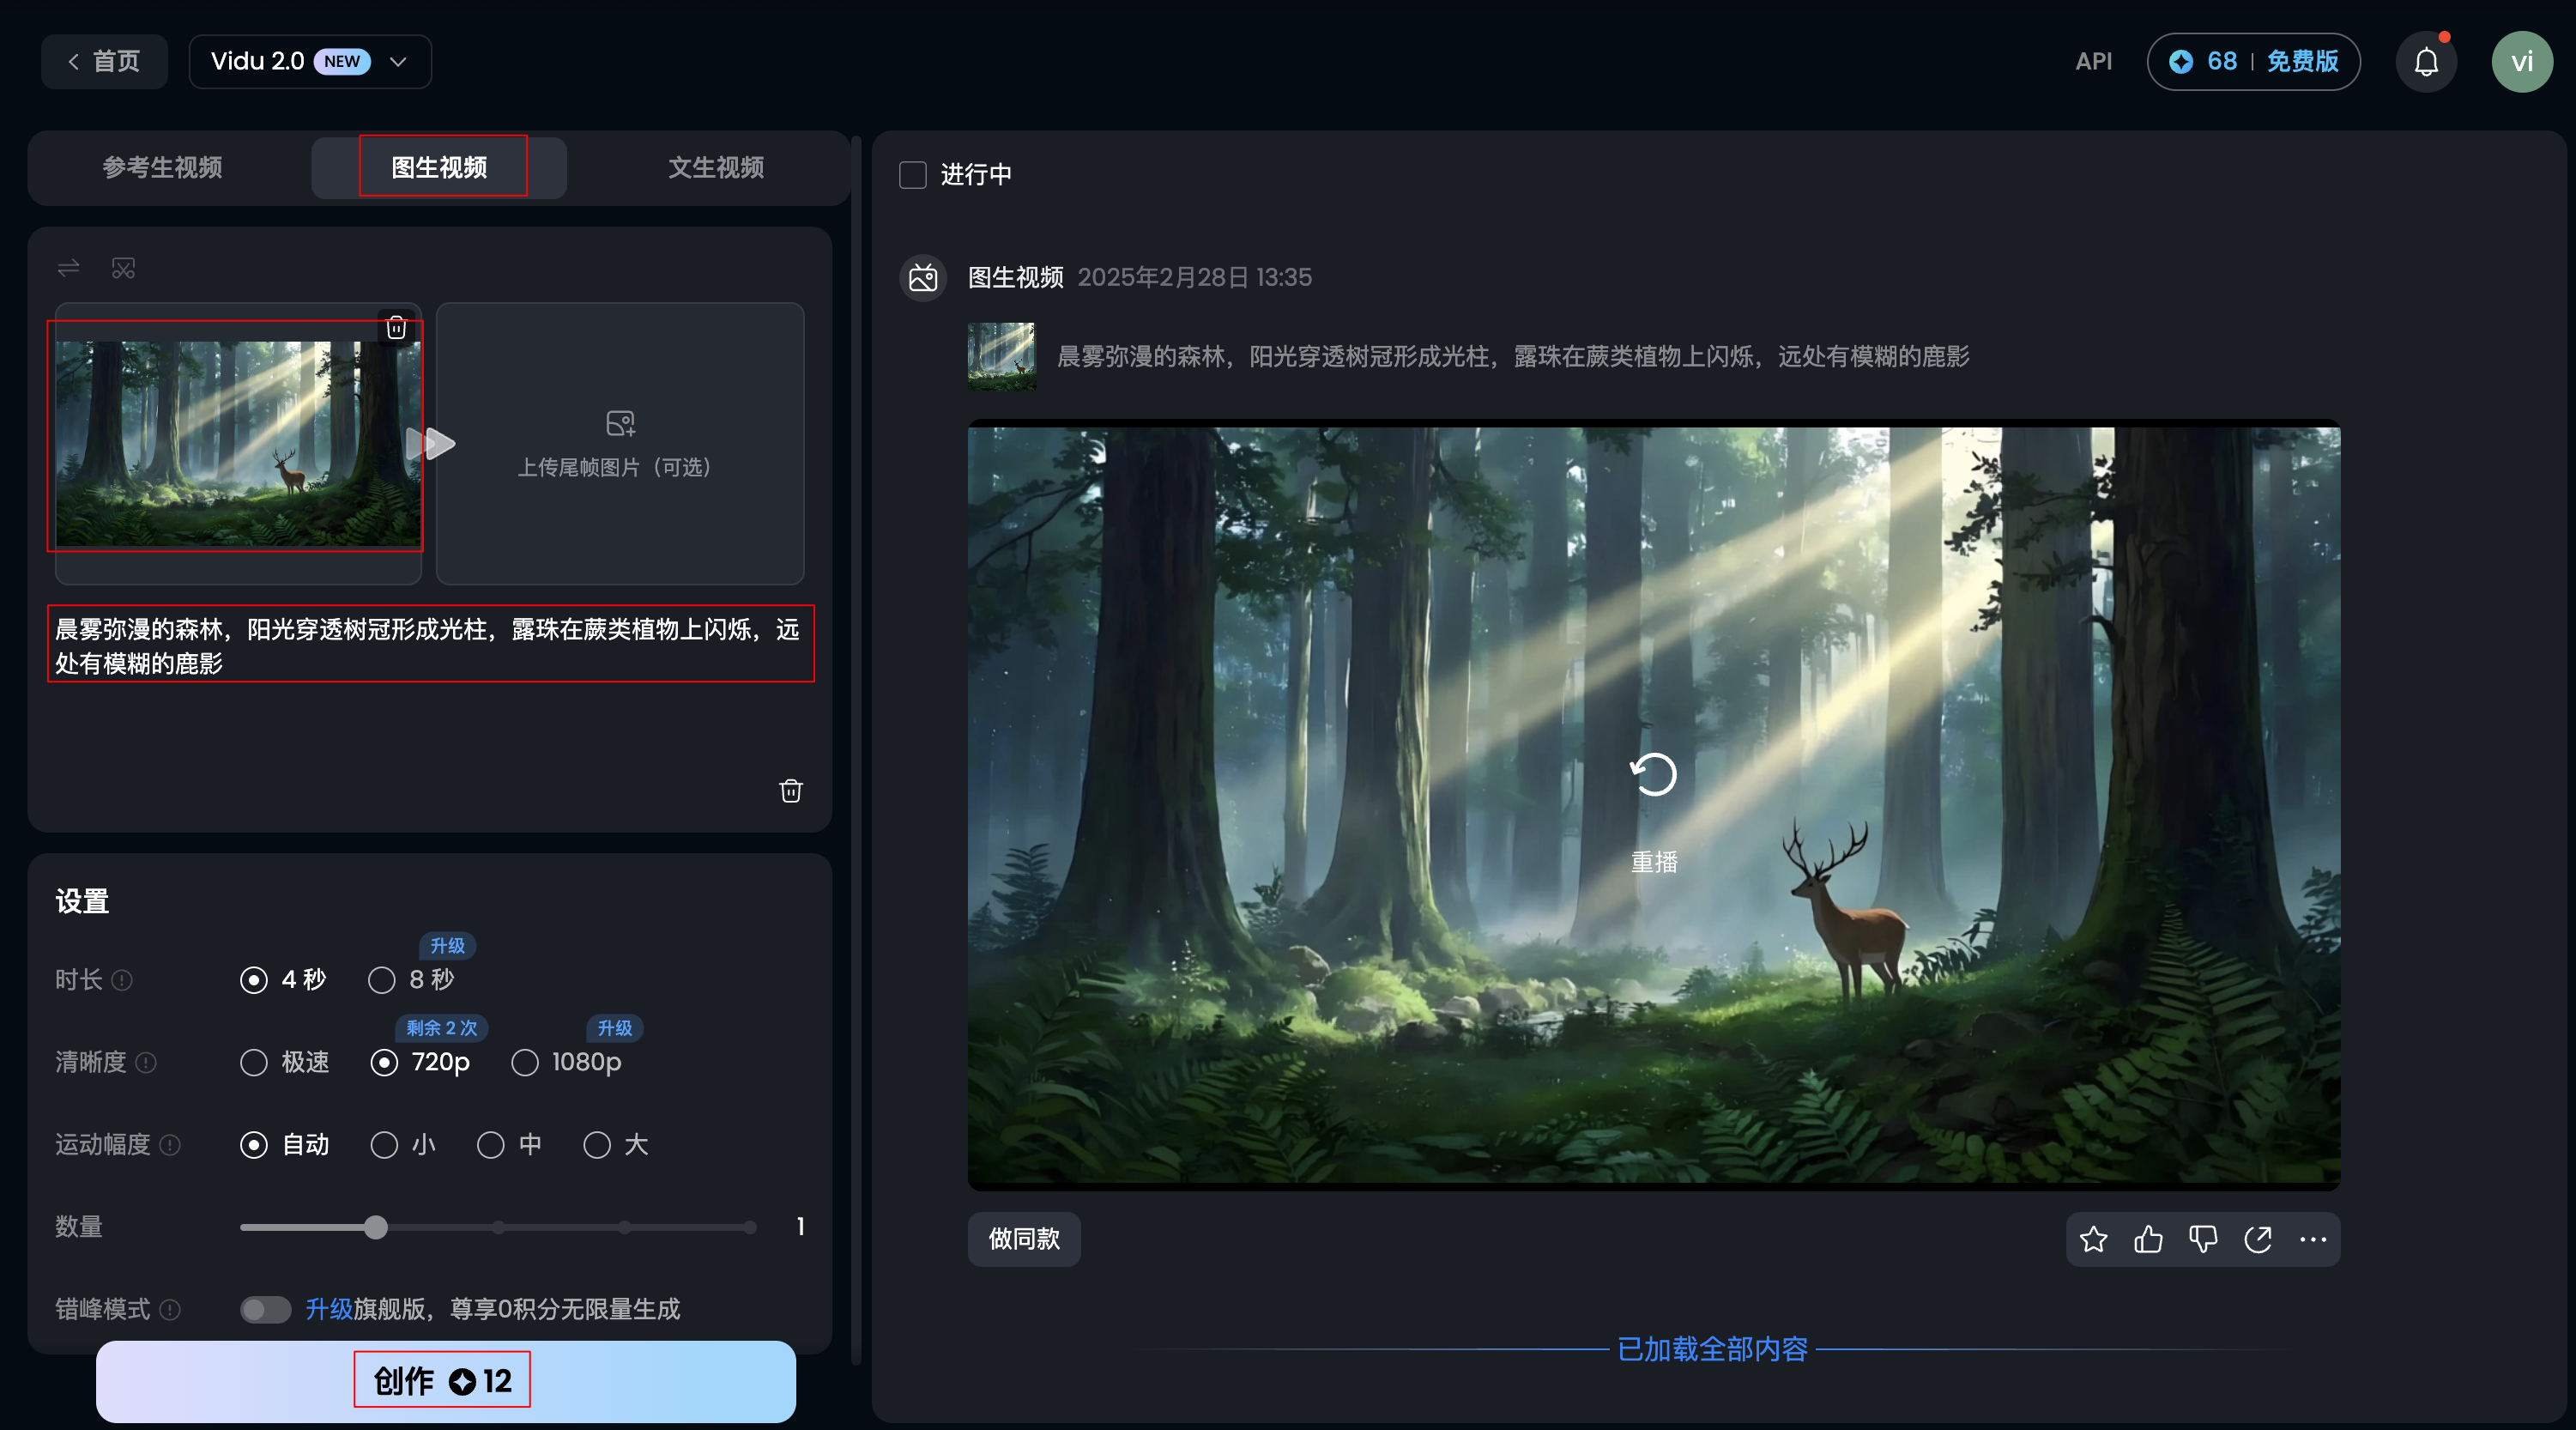 首页
Vidu 2.0 NEW
API
68 | 免费版
vi
参考生视频
图生视频
文生视频
上传尾帧图片（可选）
晨雾弥漫的森林，阳光穿透树冠形成光柱，露珠在蕨类植物上闪烁，远
处有模糊的鹿影
设置
升级
时长
4 秒
8 秒
剩余 2 次
升级
清晰度
极速
720p
1080p
运动幅度
自动
小
中
大
数量
1
错峰模式
升级旗舰版，尊享0积分无限量生成
创作 12
进行中
图生视频 2025年2月28日 13:35
晨雾弥漫的森林，阳光穿透树冠形成光柱，露珠在蕨类植物上闪烁，远处有模糊的鹿影
重播
做同款
已加载全部内容